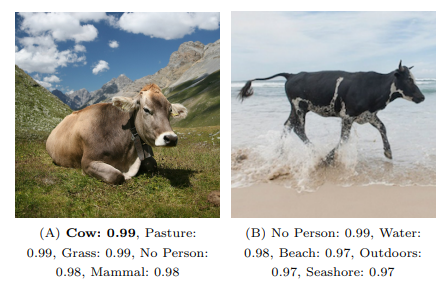 (A) Cow: 0.99, Pasture:
0.99, Grass: 0.99, No Person:
0.98, Mammal: 0.98
(B) No Person: 0.99, Water:
0.98, Beach: 0.97, Outdoors:
0.97, Seashore: 0.97